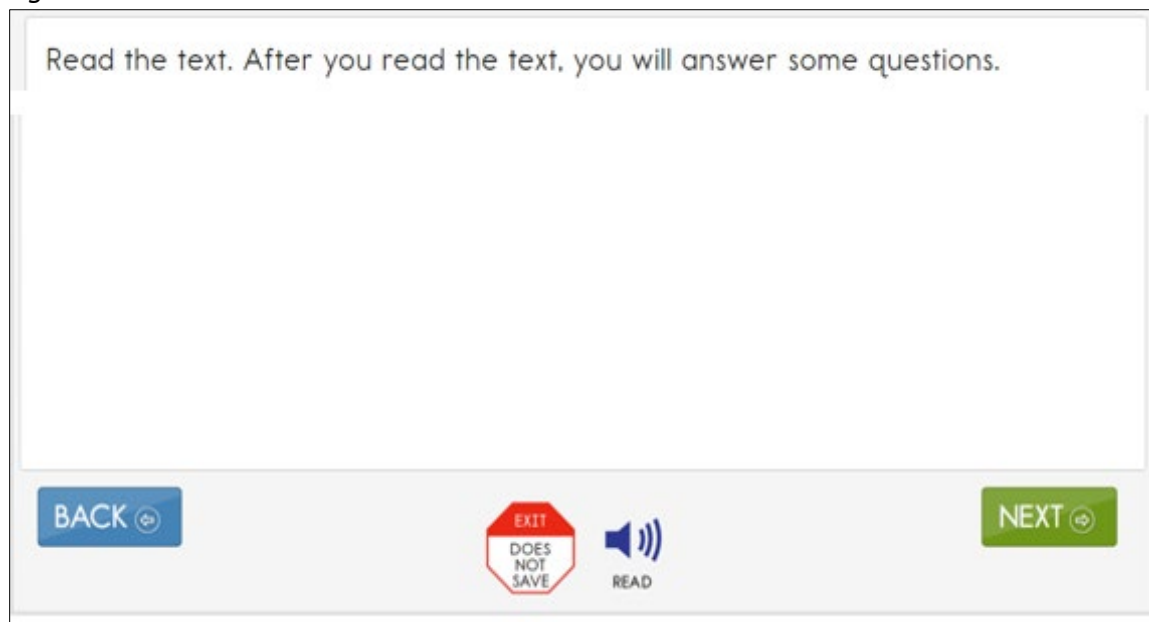 Read the text. After you read the text, you will answer some questions.
BACK
EXIT
DOES
NOT
SAVE
READ
NEXT